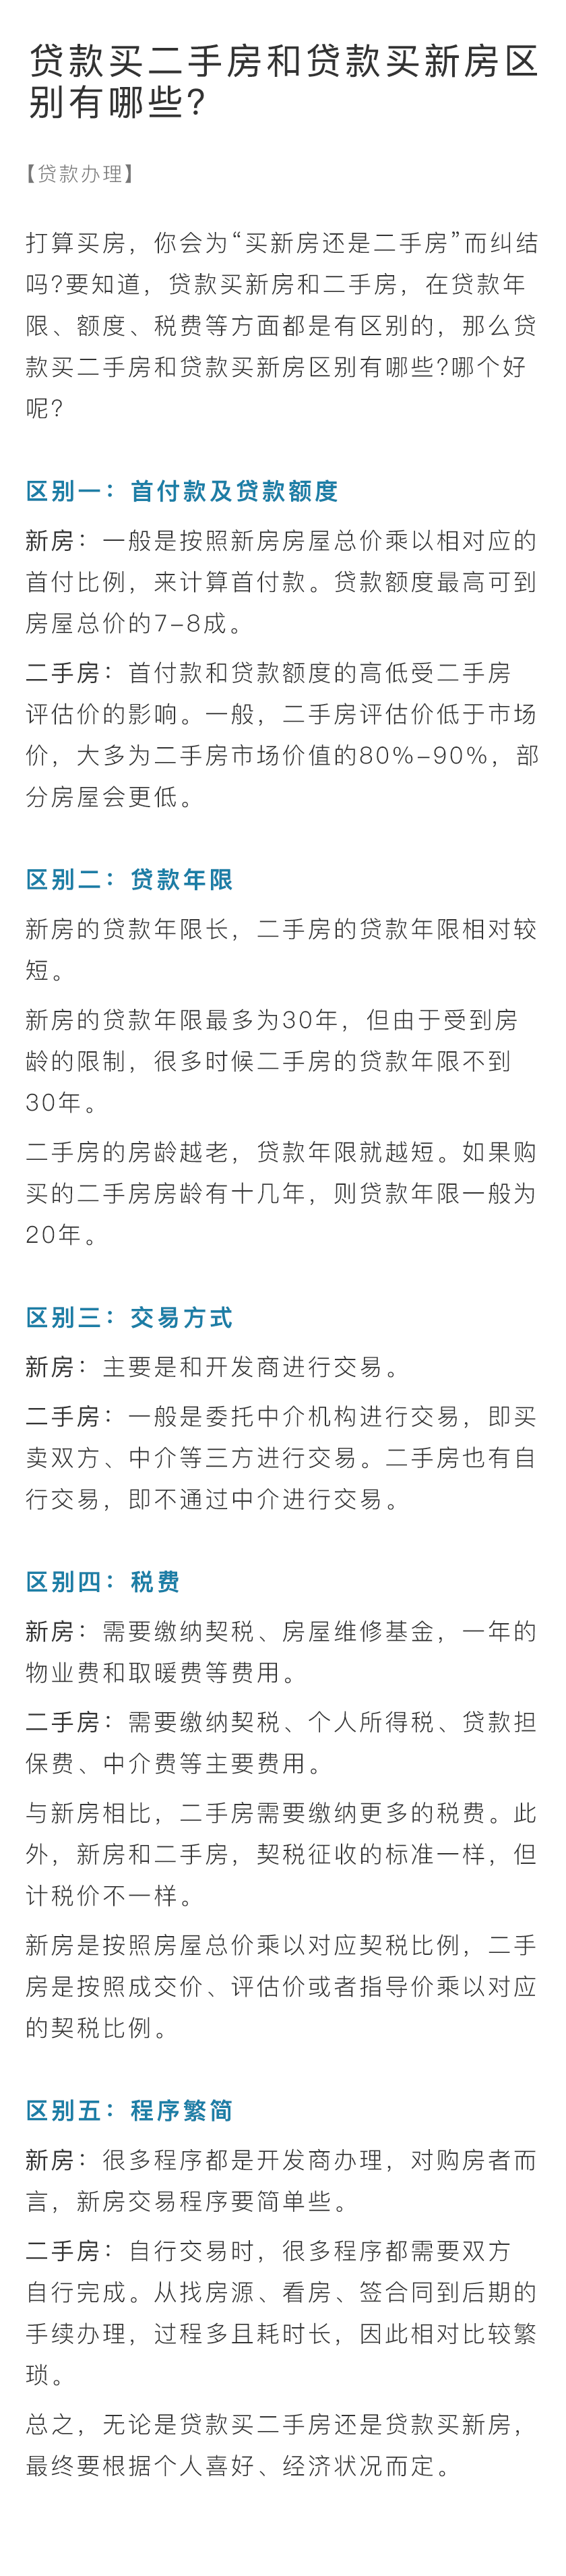 贷款买二手房和贷款买新房区
别有哪些?
【贷款办理】
打算买房，你会为“买新房还是二手房”而纠结
吗?要知道，贷款买新房和二手房，在贷款年
限、额度、税费等方面都是有区别的，那么贷
款买二手房和贷款买新房区别有哪些?哪个好
呢?
区别一：首付款及贷款额度
新房：一般是按照新房房屋总价乘以相对应的
首付比例，来计算首付款。贷款额度最高可到
房屋总价的7-8成。
二手房：首付款和贷款额度的高低受二手房
评估价的影响。一般，二手房评估价低于市场
价，大多为二手房市场价值的80%-90%，部
分房屋会更低。
区别二：贷款年限
新房的贷款年限长，二手房的贷款年限相对较
短。
新房的贷款年限最多为30年，但由于受到房
龄的限制，很多时候二手房的贷款年限不到
30年。
二手房的房龄越老，贷款年限就越短。如果购
买的二手房房龄有十几年，则贷款年限一般为
20年。
区别三：交易方式
新房：主要是和开发商进行交易。
二手房：一般是委托中介机构进行交易，即买
卖双方、中介等三方进行交易。二手房也有自
行交易，即不通过中介进行交易。
区别四：税费
新房：需要缴纳契税、房屋维修基金，一年的
物业费和取暖费等费用。
二手房：需要缴纳契税、个人所得税、贷款担
保费、中介费等主要费用。
与新房相比，二手房需要缴纳更多的税费。此
外，新房和二手房，契税征收的标准一样，但
计税价不一样。
新房是按照房屋总价乘以对应契税比例，二手
房是按照成交价、评估价或者指导价乘以对应
的契税比例。
区别五：程序繁简
新房：很多程序都是开发商办理，对购房者而
言，新房交易程序要简单些。
二手房：自行交易时，很多程序都需要双方
自行完成。从找房源、看房、签合同到后期的
手续办理，过程多且耗时长，因此相对比较繁
琐。
总之，无论是贷款买二手房还是贷款买新房，
最终要根据个人喜好、经济状况而定。